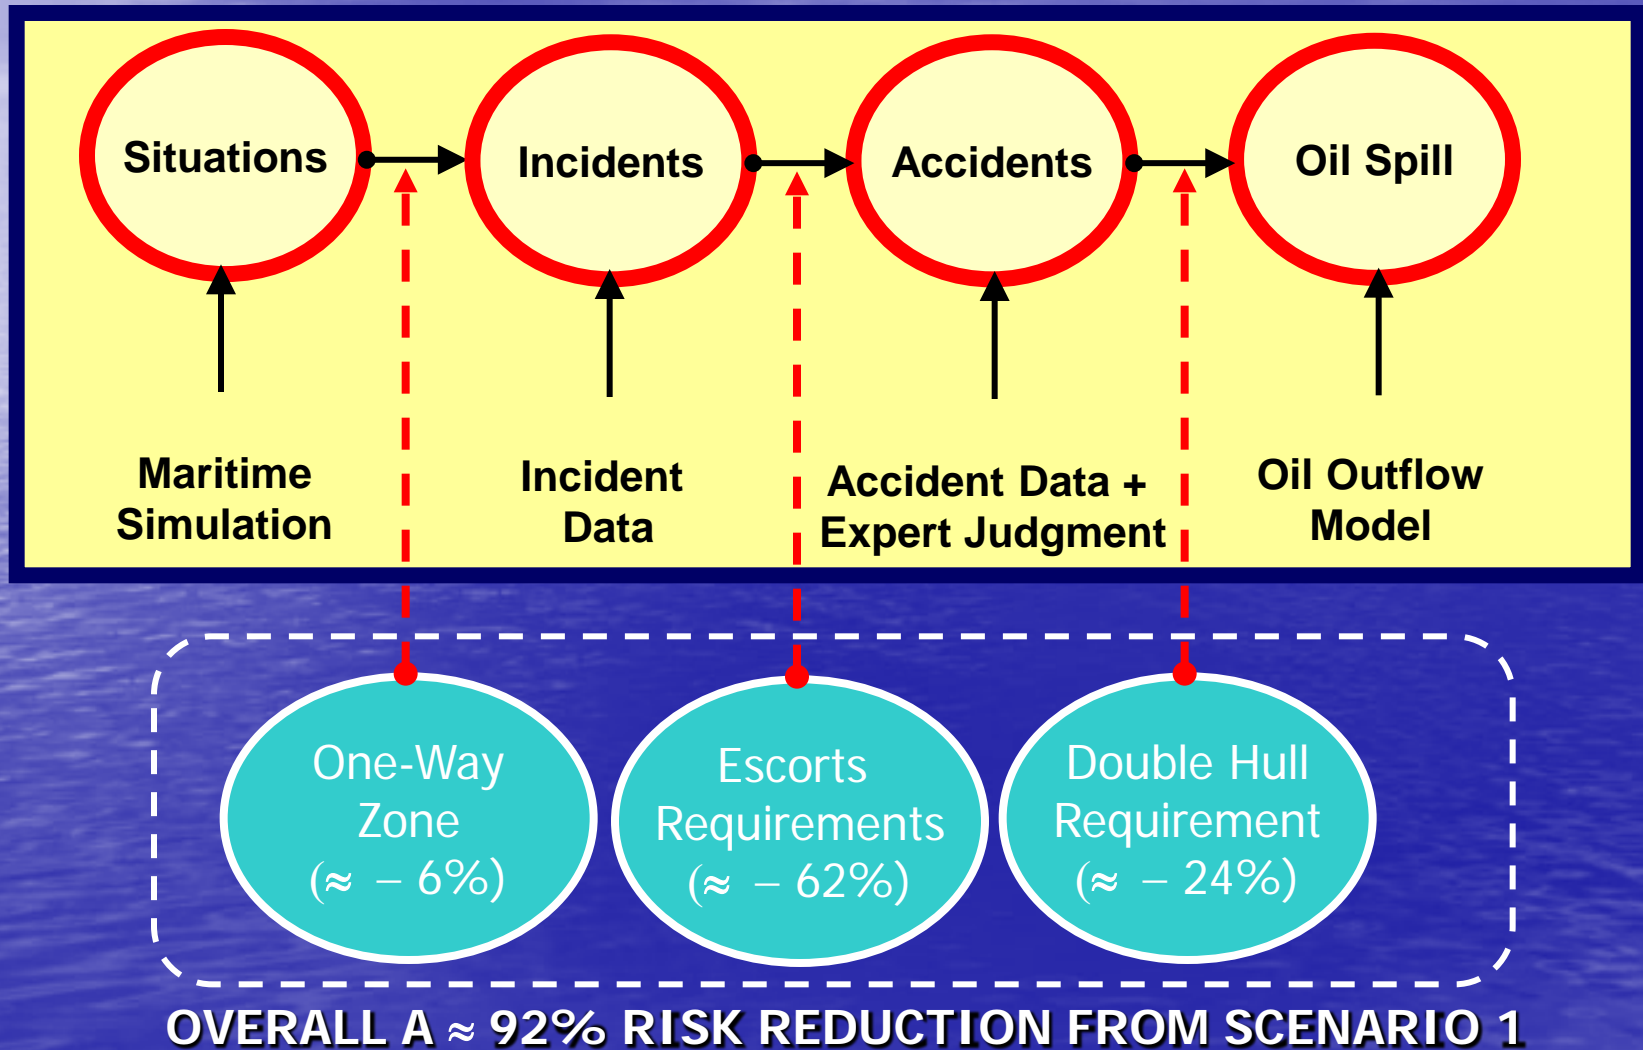 Situations
Incidents
Accidents
Oil Spill
Maritime
Simulation
Incident
Data
Accident Data +
Expert Judgment
Oil Outflow
Model
One-Way
Zone
(≈ – 6%)
Escorts
Requirements
(≈ – 62%)
Double Hull
Requirement
(≈ – 24%)
OVERALL A ≈ 92% RISK REDUCTION FROM SCENARIO 1